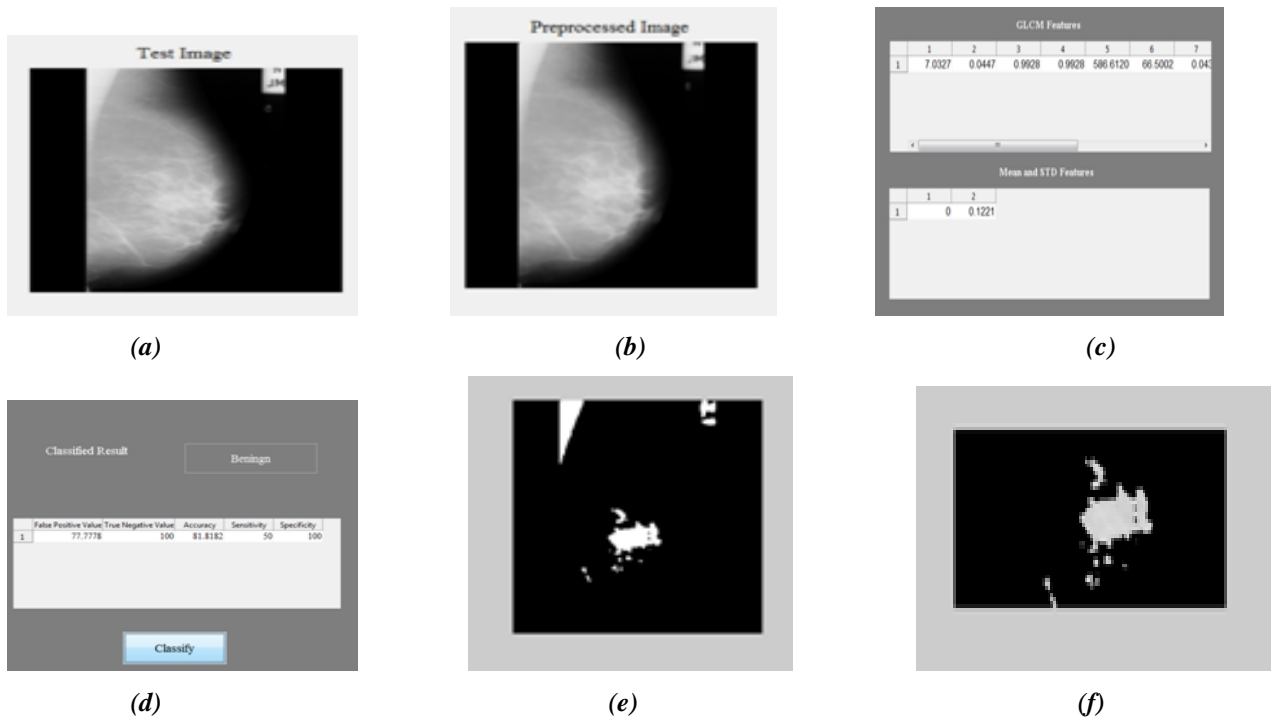 Test Image
Preprocessed Image
GLCM Features
1 2 3 4 5 6 7
1 7.0327 0.0447 0.9928 0.9928 586.6120 66.5002 0.043
Mean and STD Features
1 2
1 0 0.1221
(a)
(b)
(c)
Classified Result
Beningn
False Positive Value True Negative Value Accuracy Sensitivity Specificity
1 77.7778 100 81.8182 50 100
Classify
(d)
(e)
(f)